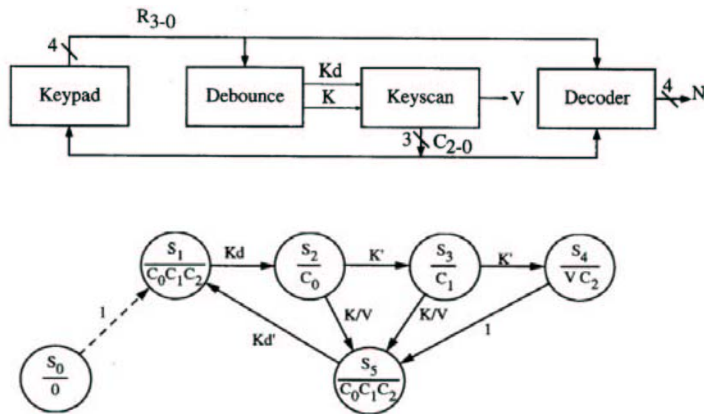 R3-0
4
Keypad
Debounce
Kd
K
Keyscan
V
Decoder
4
N
3
C2-0
S1
C0C1C2
Kd
S2
C0
K'
S3
C1
K'
S4
V C2
1
Kd'
K/V
K/V
1
S0
0
S5
C0C1C2